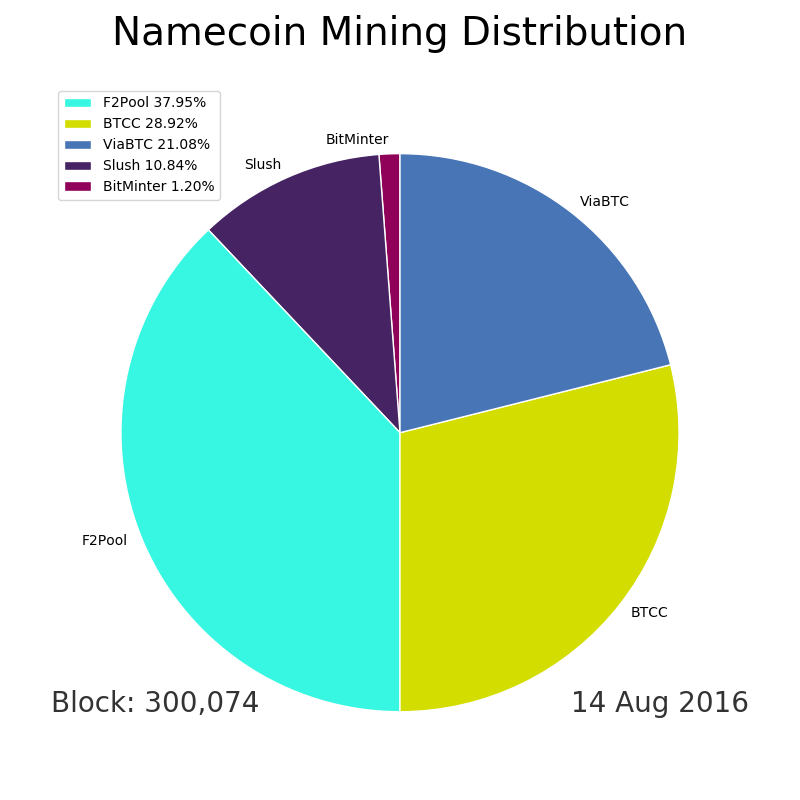 Namecoin Mining Distribution
F2Pool 37.95%
BTCC 28.92%
ViaBTC 21.08%
Slush 10.84%
BitMinter 1.20%
BitMinter
Slush
ViaBTC
F2Pool
BTCC
Block: 300,074
14 Aug 2016